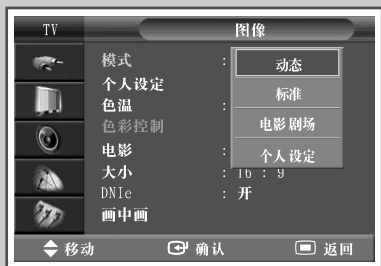 TV 图像
模式 :
动态
标准
电影剧场
个人设定
个人设定
色温 :
色彩控制
电影 :
大小 : 16 : 9
DNIe : 开
画中画
移动 确认 返回